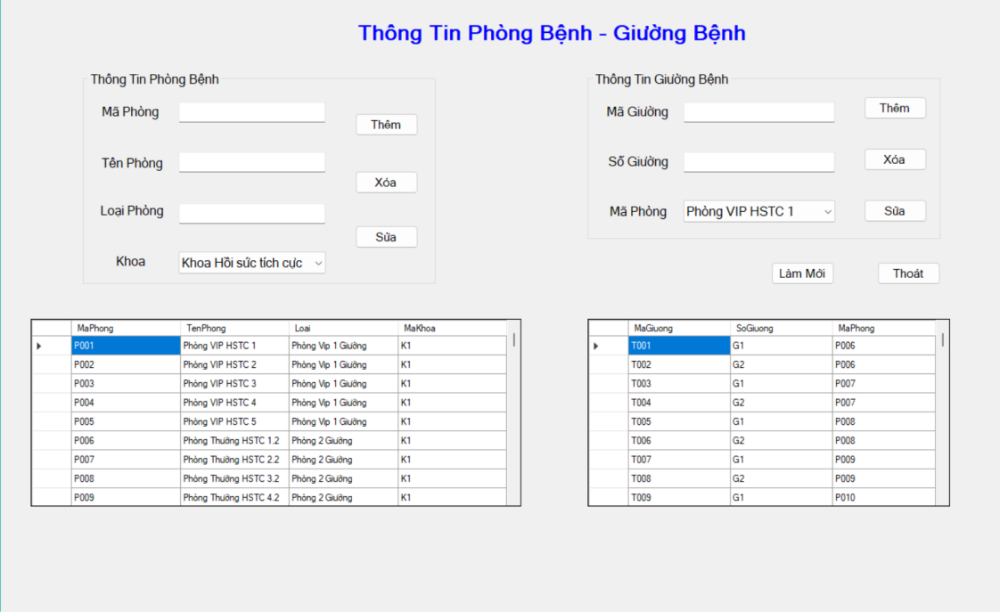 Thông Tin Phòng Bệnh - Giường Bệnh
Thông Tin Phòng Bệnh
Mã Phòng
Thêm
Tên Phòng
Xóa
Loại Phòng
Sửa
Khoa Khoa Hồi sức tích cực
Thông Tin Giường Bệnh
Mã Giường
Thêm
Số Giường
Xóa
Mã Phòng Phòng VIP HSTC 1 Sửa
Làm Mới Thoát
MaPhong TenPhong Loai MaKhoa
P001 Phòng VIP HSTC 1 Phòng Vip 1 Giường K1
P002 Phòng VIP HSTC 2 Phòng Vip 1 Giường K1
P003 Phòng VIP HSTC 3 Phòng Vip 1 Giường K1
P004 Phòng VIP HSTC 4 Phòng Vip 1 Giường K1
P005 Phòng VIP HSTC 5 Phòng Vip 1 Giường K1
P006 Phòng Thường HSTC 1.2 Phòng 2 Giường K1
P007 Phòng Thường HSTC 2.2 Phòng 2 Giường K1
P008 Phòng Thường HSTC 3.2 Phòng 2 Giường K1
P009 Phòng Thường HSTC 4.2 Phòng 2 Giường K1
MaGiuong SoGiuong MaPhong
T001 G1 P006
T002 G2 P006
T003 G1 P007
T004 G2 P007
T005 G1 P008
T006 G2 P008
T007 G1 P009
T008 G2 P009
T009 G1 P010